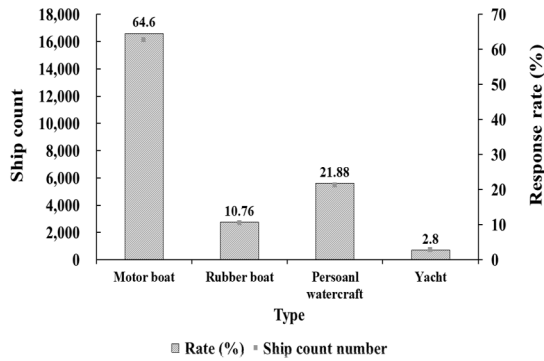 18,000
16,000
14,000
12,000
10,000
8,000
6,000
4,000
2,000
0
Ship count
64.6
10.76
21.88
2.8
70
60
50
40
30
20
10
0
Response rate (%)
Motor boat
Rubber boat
Persoanl
watercraft
Yacht
Type
Rate (%) Ship count number